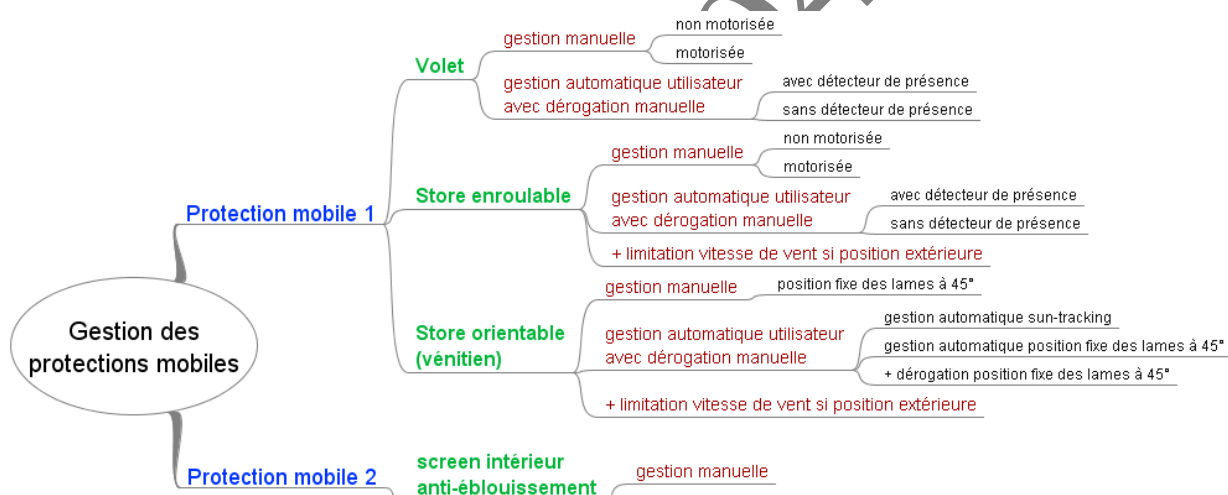 Gestion des
protections mobiles
Protection mobile 1
Volet
gestion manuelle
non motorisée
motorisée
gestion automatique utilisateur
avec dérogation manuelle
avec détecteur de présence
sans détecteur de présence
Store enroulable
gestion manuelle
non motorisée
motorisée
gestion automatique utilisateur
avec dérogation manuelle
avec détecteur de présence
sans détecteur de présence
+ limitation vitesse de vent si position extérieure
Store orientable
(vénitien)
gestion manuelle
position fixe des lames à 45°
gestion automatique utilisateur
avec dérogation manuelle
gestion automatique sun-tracking
gestion automatique position fixe des lames à 45°
+ dérogation position fixe des lames à 45°
+ limitation vitesse de vent si position extérieure
Protection mobile 2
screen intérieur
anti-éblouissement
gestion manuelle